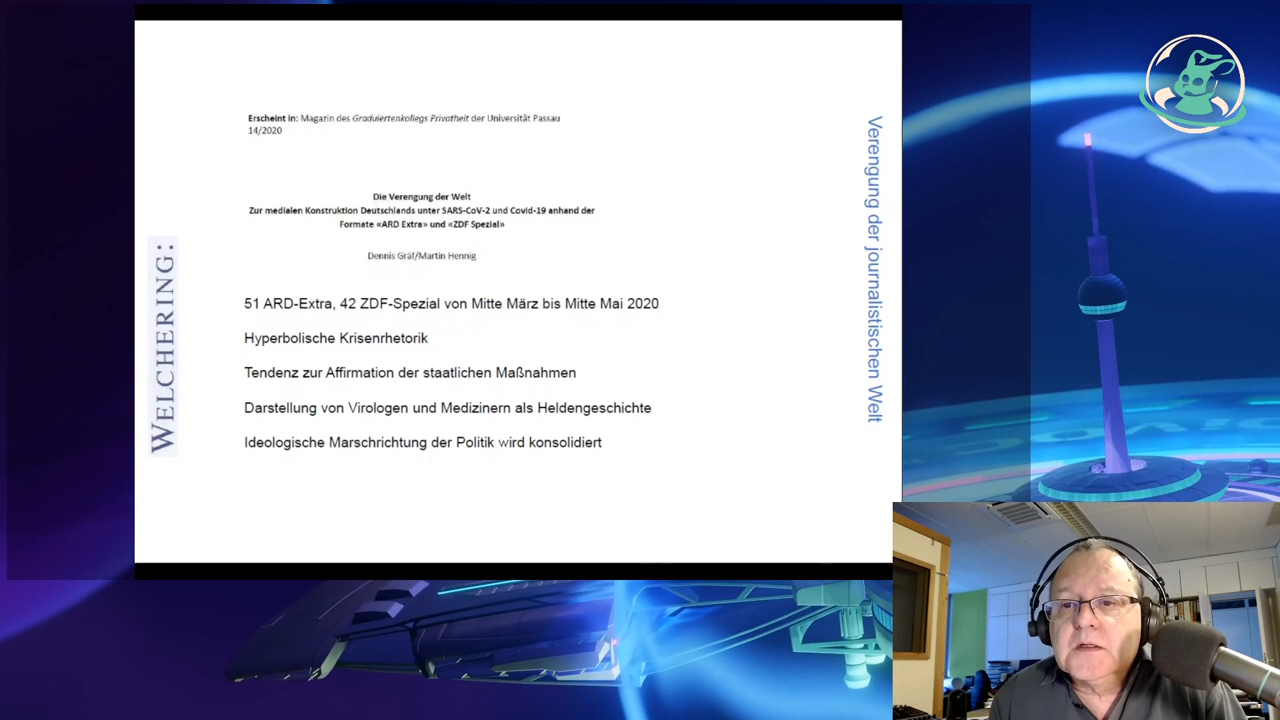 Erscheint in: Magazin des Graduiertenkollegs Privatheit der Universität Passau
14/2020
Die Verengung der Welt
Zur medialen Konstruktion Deutschlands unter SARS-CoV-2 und Covid-19 anhand der
Formate «ARD Extra» und «ZDF Spezial»
Dennis Gräf/Martin Hennig
51 ARD-Extra, 42 ZDF-Spezial von Mitte März bis Mitte Mai 2020
Hyperbolische Krisenrhetorik
Tendenz zur Affirmation der staatlichen Maßnahmen
Darstellung von Virologen und Medizinern als Heldengeschichte
Ideologische Marschrichtung der Politik wird konsolidiert
WELCHERING:
Verengung der journalistischen Welt